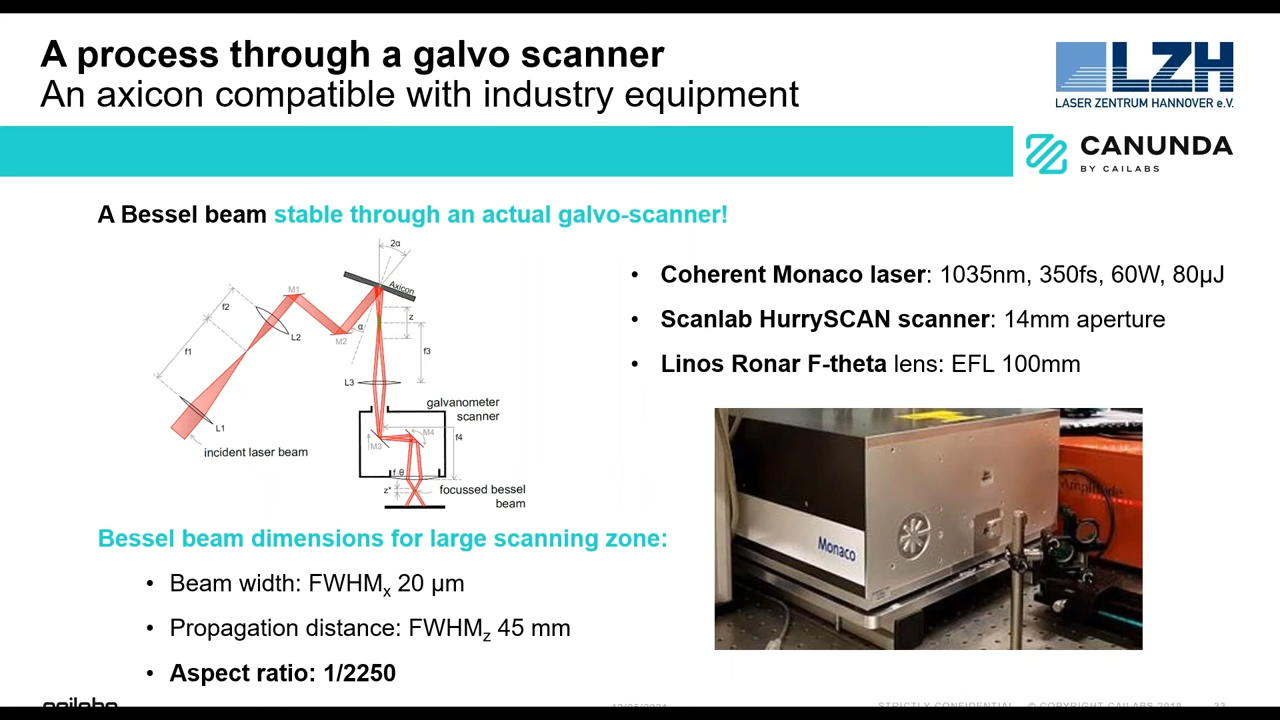 A process through a galvo scanner
An axicon compatible with industry equipment
LZH
LASER ZENTRUM HANNOVER e.V.
CANUNDA
BY CAILABS
A Bessel beam stable through an actual galvo-scanner!
2α
Axicon
M1
f2
L2
M2
α
z
f1
f3
L3
galvanometer
scanner
L1
M3
M4
f4
incident laser beam
f-θ
z*
focussed bessel
beam
• Coherent Monaco laser: 1035nm, 350fs, 60W, 80µJ
• Scanlab HurrySCAN scanner: 14mm aperture
• Linos Ronar F-theta lens: EFL 100mm
Amplitude
Monaco
Bessel beam dimensions for large scanning zone:
• Beam width: FWHMx 20 µm
• Propagation distance: FWHMz 45 mm
• Aspect ratio: 1/2250
cailabs
STRICTLY CONFIDENTIAL © COPYRIGHT CAILABS 2019